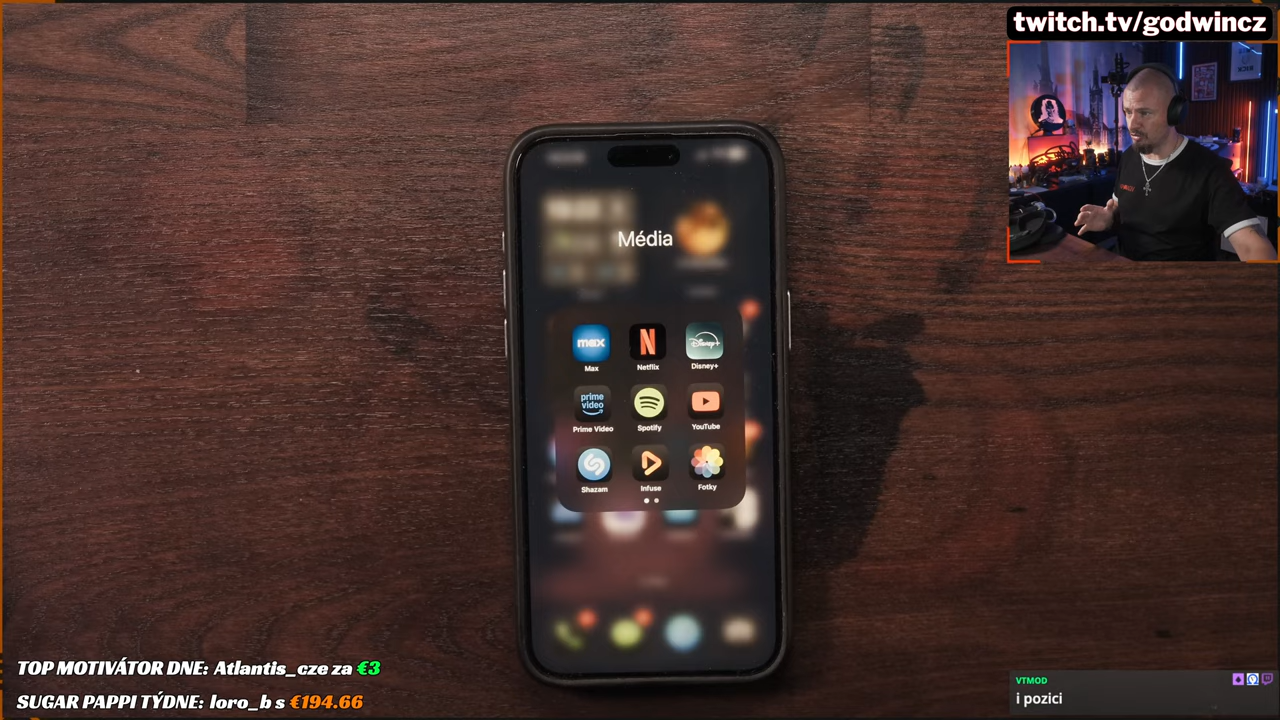 twitch.tv/godwincz
Média
max
N
Disney+
Max
Netflix
Disney+
prime
video
Prime Video
Spotify
YouTube
Shazam
Infuse
Fotky
TOP MOTIVÁTOR DNE: Atlantis_cze za €3
SUGAR PAPPI TÝDNE: loro_b s €194.66
VTMOD
i pozici